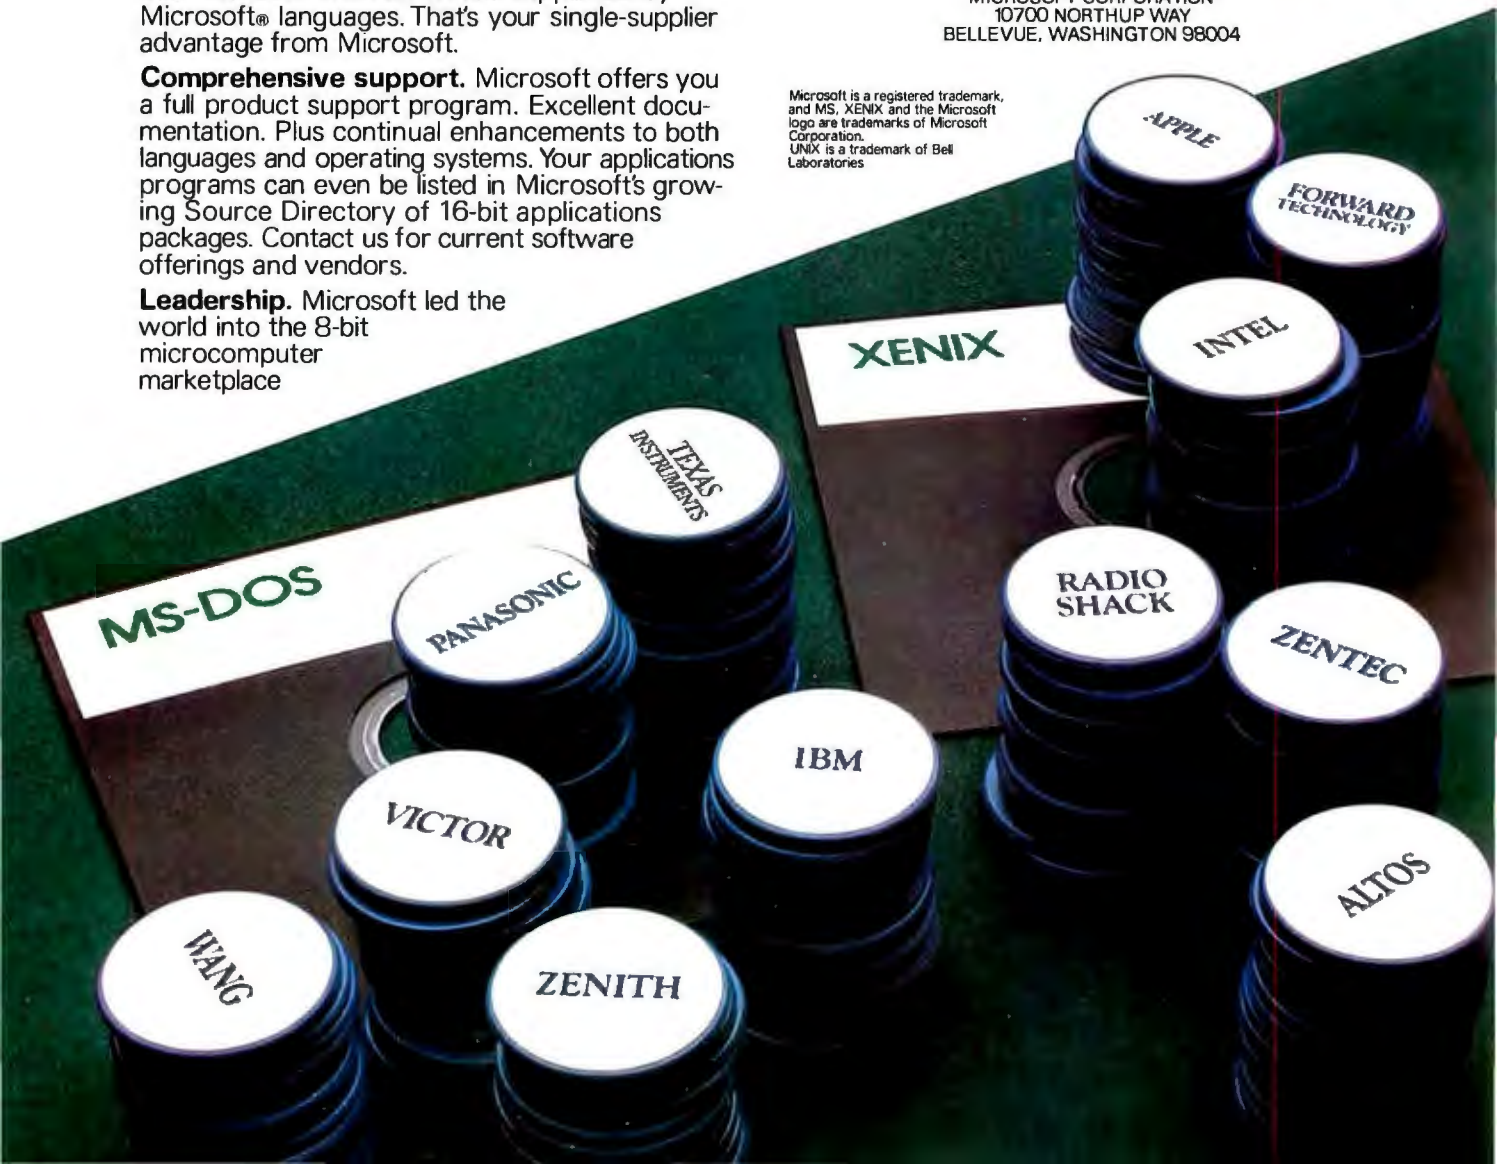 Microsoft® languages. That's your single-supplier
advantage from Microsoft.
Comprehensive support. Microsoft offers you
a full product support program. Excellent docu-
mentation. Plus continual enhancements to both
languages and operating systems. Your applications
programs can even be listed in Microsoft's grow-
ing Source Directory of 16-bit applications
packages. Contact us for current software
offerings and vendors.
Leadership. Microsoft led the
world into the 8-bit
microcomputer
marketplace
MICROSOFT CORPORATION
10700 NORTHUP WAY
BELLEVUE, WASHINGTON 98004
Microsoft is a registered trademark,
and MS, XENIX and the Microsoft
logo are trademarks of Microsoft
Corporation.
UNIX is a trademark of Bell
Laboratories
APPLE
FORWARD
TECHNOLOGY
INTEL
XENIX
TEXAS
INSTRUMENTS
MS-DOS
PANASONIC
RADIO
SHACK
ZENTEC
IBM
VICTOR
ALTOS
WANG
ZENITH